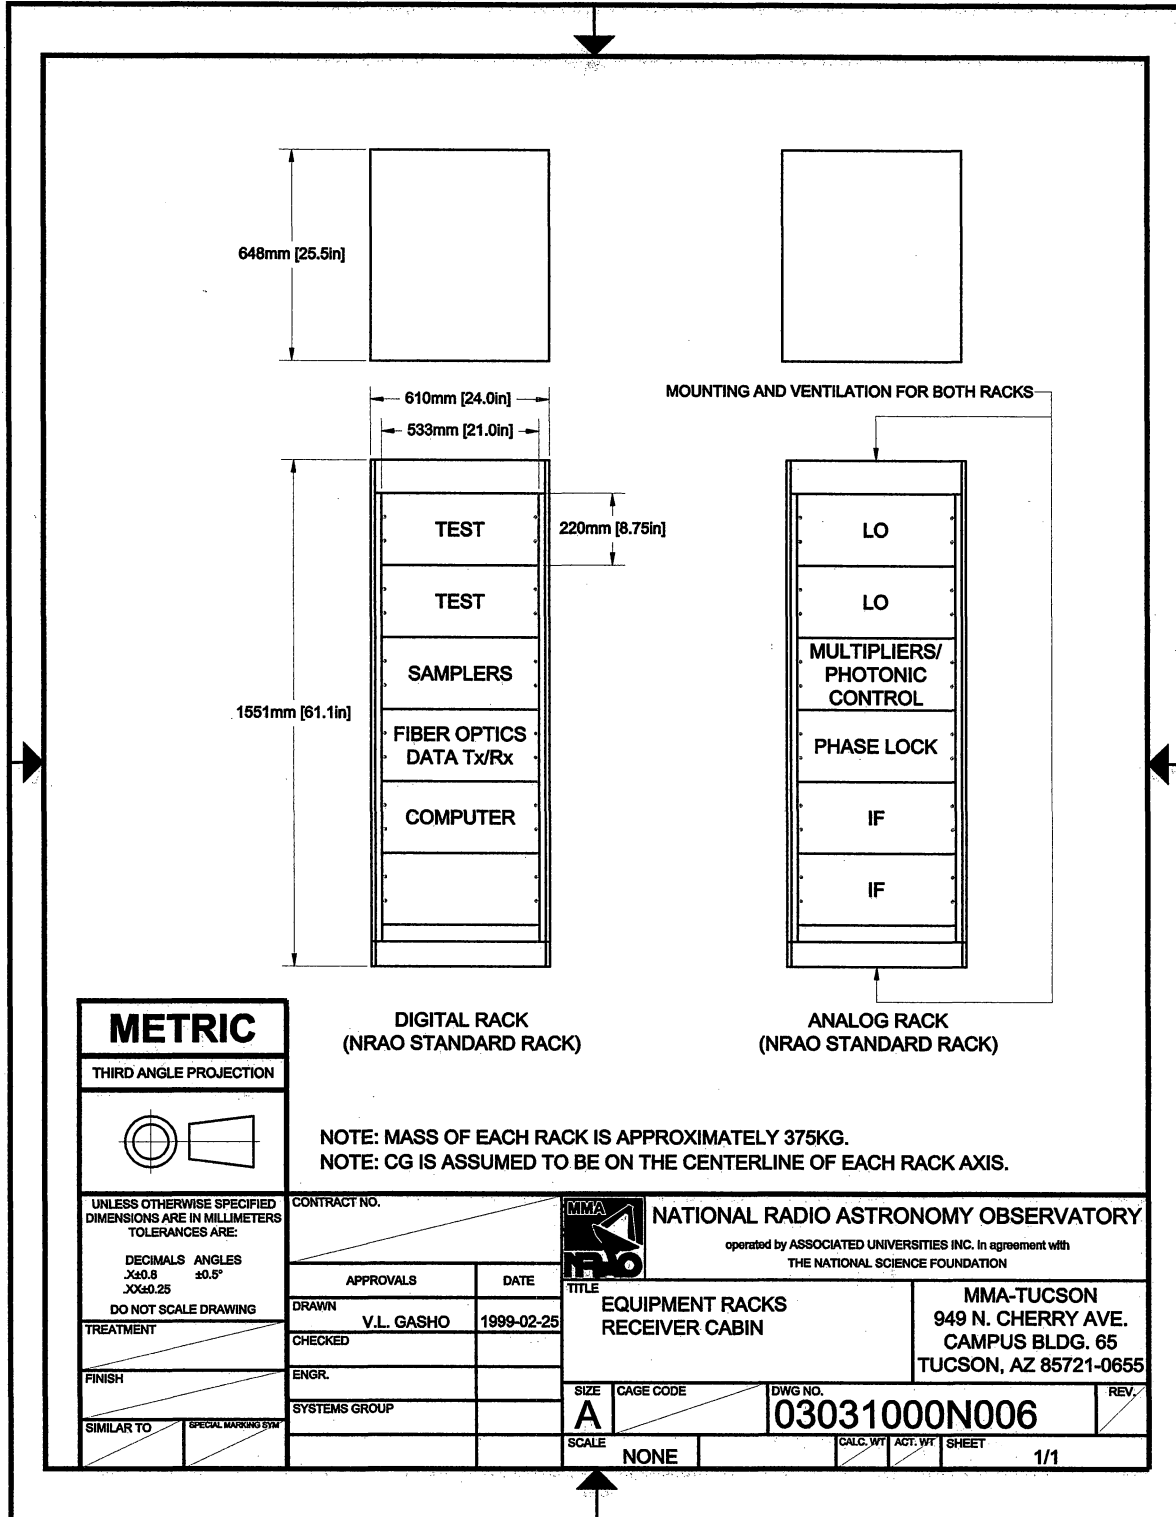 648mm [25.5in]
610mm [24.0in]
533mm [21.0in]
MOUNTING AND VENTILATION FOR BOTH RACKS
TEST
220mm [8.75in]
TEST
SAMPLERS
1551mm [61.1in]
FIBER OPTICS
DATA Tx/Rx
COMPUTER
LO
LO
MULTIPLIERS/
PHOTONIC
CONTROL
PHASE LOCK
IF
IF
DIGITAL RACK
(NRAO STANDARD RACK)
ANALOG RACK
(NRAO STANDARD RACK)
METRIC
THIRD ANGLE PROJECTION
NOTE: MASS OF EACH RACK IS APPROXIMATELY 375KG.
NOTE: CG IS ASSUMED TO BE ON THE CENTERLINE OF EACH RACK AXIS.
UNLESS OTHERWISE SPECIFIED
DIMENSIONS ARE IN MILLIMETERS
TOLERANCES ARE:
DECIMALS ANGLES
.X±0.8 ±0.5°
.XX±0.25
DO NOT SCALE DRAWING
TREATMENT
FINISH
SIMILAR TO
SPECIAL MARKING SYM
CONTRACT NO.
APPROVALS DATE
DRAWN
V.L. GASHO 1999-02-25
CHECKED
ENGR.
SYSTEMS GROUP
MMA
NRAO
NATIONAL RADIO ASTRONOMY OBSERVATORY
operated by ASSOCIATED UNIVERSITIES INC. in agreement with
THE NATIONAL SCIENCE FOUNDATION
TITLE
EQUIPMENT RACKS
RECEIVER CABIN
MMA-TUCSON
949 N. CHERRY AVE.
CAMPUS BLDG. 65
TUCSON, AZ 85721-0655
SIZE
A
CAGE CODE
DWG NO.
03031000N006
REV.
SCALE
NONE
CALC. WT
ACT. WT
SHEET
1/1